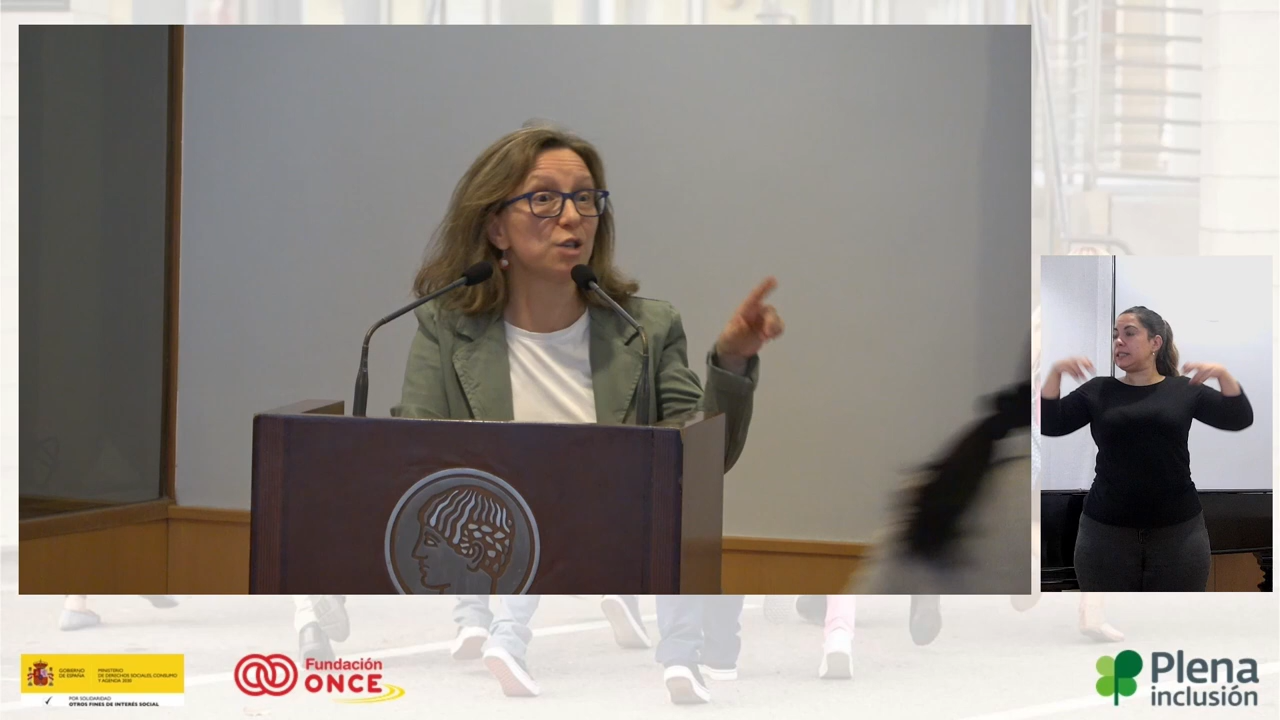 GOBIERNO
DE ESPAÑA
MINISTERIO
DE DERECHOS SOCIALES, CONSUMO
Y AGENDA 2030
POR SOLIDARIDAD
OTROS FINES DE INTERÉS SOCIAL
Fundación
ONCE
Plena
inclusión